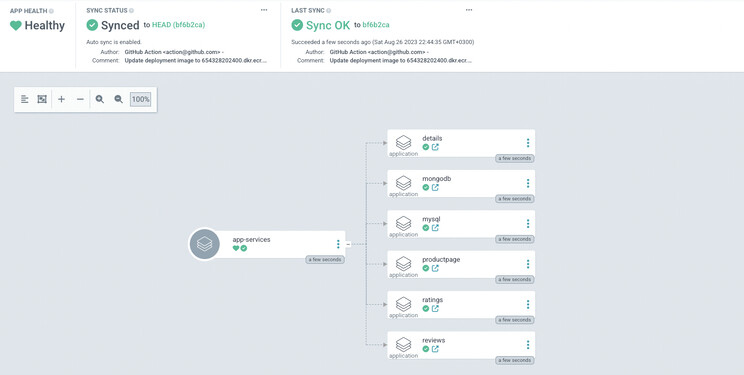 APP HEALTH
Healthy
SYNC STATUS
Synced to HEAD (bf6b2ca)
Auto sync is enabled.
Author: GitHub Action <action@github.com> -
Comment: Update deployment image to 654328202400.dkr.ecr....
LAST SYNC
Sync OK to bf6b2ca
Succeeded a few seconds ago (Sat Aug 26 2023 22:44:35 GMT+0300)
Author: GitHub Action <action@github.com> -
Comment: Update deployment image to 654328202400.dkr.ecr....
100%
app-services
a few seconds
details
application
a few seconds
mongodb
application
a few seconds
mysql
application
a few seconds
productpage
application
a few seconds
ratings
application
a few seconds
reviews
application
a few seconds